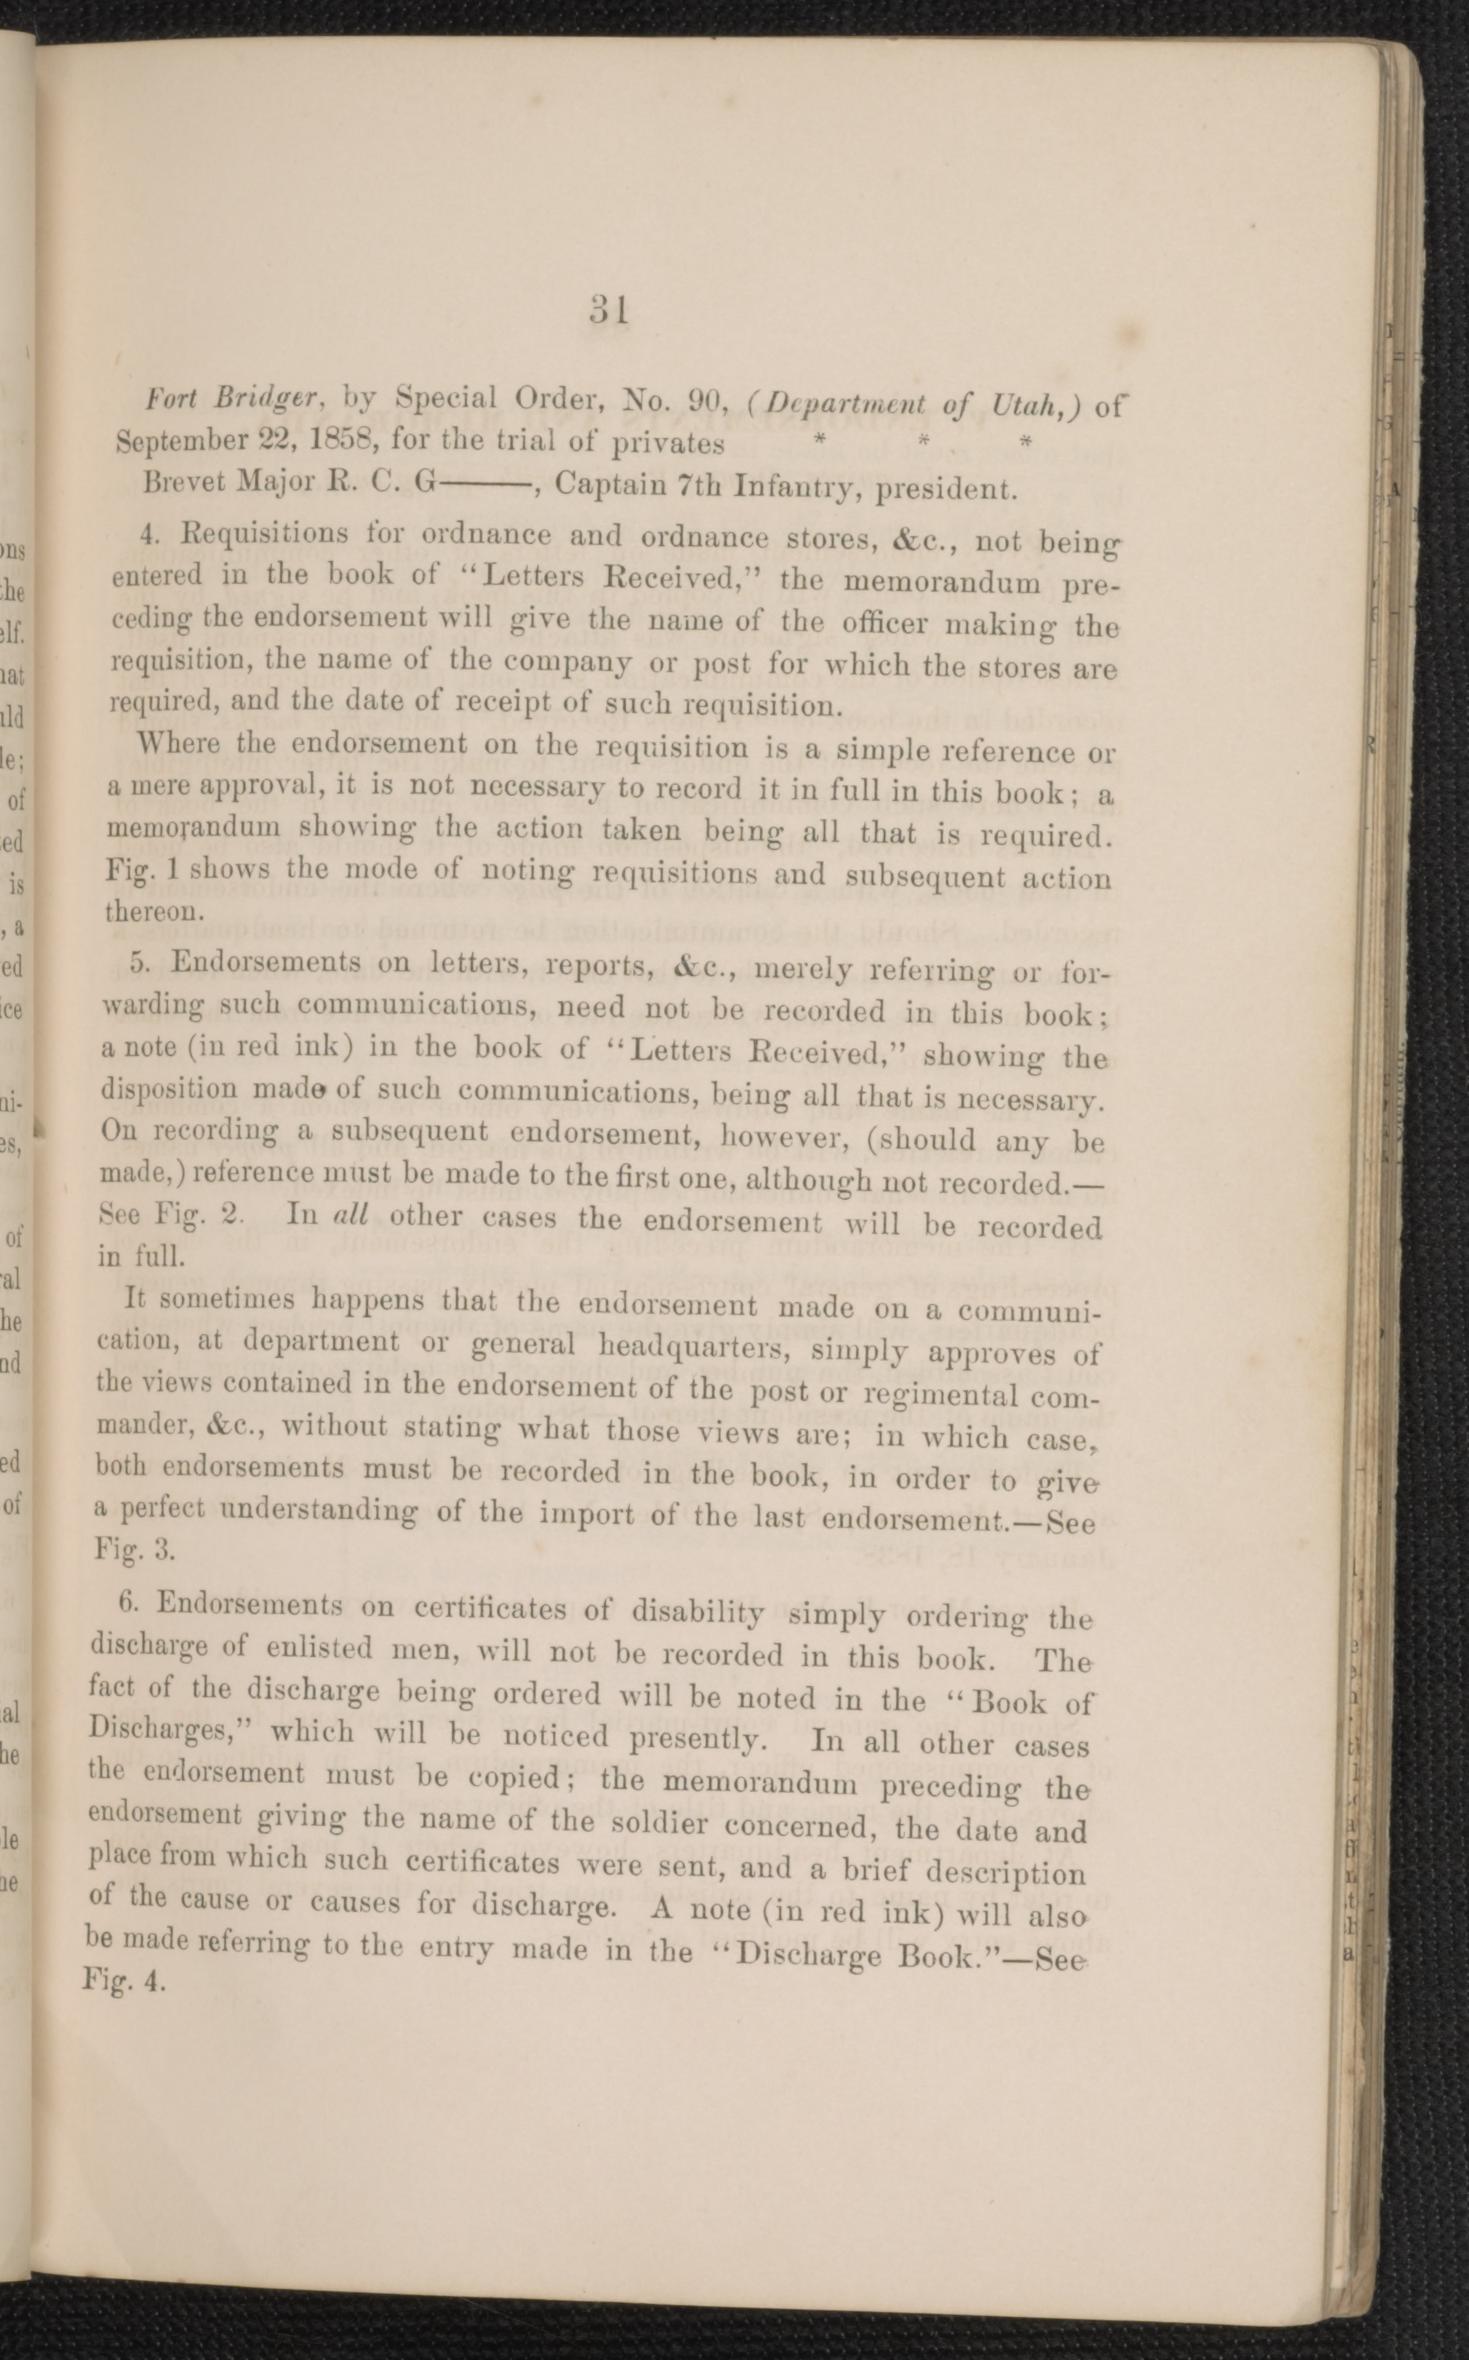 31
Fort Bridger, by Special Order, No. 90, (Department of Utah,) of
September 22, 1858, for the trial of privates * * *
Brevet Major R. C. G———, Captain 7th Infantry, president.
4. Requisitions for ordnance and ordnance stores, &c., not being
entered in the book of “Letters Received,” the memorandum pre-
ceding the endorsement will give the name of the officer making the
requisition, the name of the company or post for which the stores are
required, and the date of receipt of such requisition.
Where the endorsement on the requisition is a simple reference or
a mere approval, it is not necessary to record it in full in this book; a
memorandum showing the action taken being all that is required.
Fig. 1 shows the mode of noting requisitions and subsequent action
thereon.
5. Endorsements on letters, reports, &c., merely referring or for-
warding such communications, need not be recorded in this book;
a note (in red ink) in the book of “Letters Received,” showing the
disposition made of such communications, being all that is necessary.
On recording a subsequent endorsement, however, (should any be
made,) reference must be made to the first one, although not recorded.—
See Fig. 2. In all other cases the endorsement will be recorded
in full.
It sometimes happens that the endorsement made on a communi-
cation, at department or general headquarters, simply approves of
the views contained in the endorsement of the post or regimental com-
mander, &c., without stating what those views are; in which case,
both endorsements must be recorded in the book, in order to give
a perfect understanding of the import of the last endorsement.—See
Fig. 3.
6. Endorsements on certificates of disability simply ordering the
discharge of enlisted men, will not be recorded in this book. The
fact of the discharge being ordered will be noted in the “Book of
Discharges,” which will be noticed presently. In all other cases
the endorsement must be copied; the memorandum preceding the
endorsement giving the name of the soldier concerned, the date and
place from which such certificates were sent, and a brief description
of the cause or causes for discharge. A note (in red ink) will also
be made referring to the entry made in the “Discharge Book.”—See
Fig. 4.